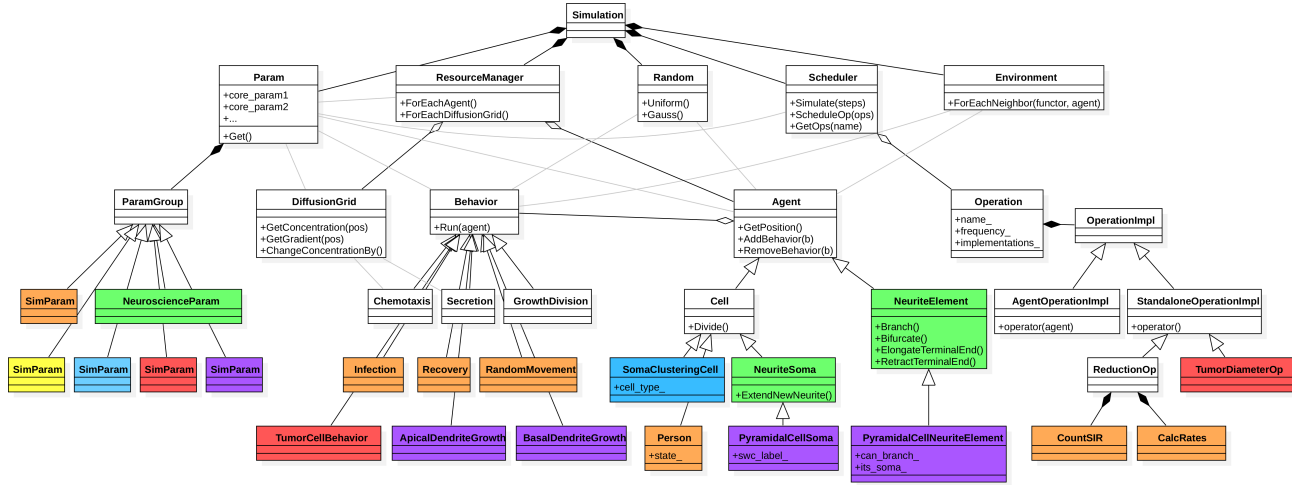 Simulation
Param
+core_param1
+core_param2
+...
+Get()
ResourceManager
+ForEachAgent()
+ForEachDiffusionGrid()
Random
+Uniform()
+Gauss()
Scheduler
+Simulate(steps)
+ScheduleOp(ops)
+GetOps(name)
Environment
+ForEachNeighbor(functor, agent)
ParamGroup
DiffusionGrid
+GetConcentration(pos)
+GetGradient(pos)
+ChangeConcentrationBy()
Behavior
+Run(agent)
Agent
+GetPosition()
+AddBehavior(b)
+RemoveBehavior(b)
Operation
+name_
+frequency_
+implementations_
OperationImpl
SimParam
NeuroscienceParam
Chemotaxis
Secretion
GrowthDivision
Cell
+Divide()
NeuriteElement
+Branch()
+Bifurcate()
+ElongateTerminalEnd()
+RetractTerminalEnd()
AgentOperationImpl
+operator(agent)
StandaloneOperationImpl
+operator()
SimParam
SimParam
SimParam
SimParam
Infection
Recovery
RandomMovement
SomaClusteringCell
+cell_type_
NeuriteSoma
+ExtendNewNeurite()
ReductionOp
TumorDiameterOp
TumorCellBehavior
ApicalDendriteGrowth
BasalDendriteGrowth
Person
+state_
PyramidalCellSoma
+swc_label_
PyramidalCellNeuriteElement
+can_branch_
+its_soma_
CountSIR
CalcRates